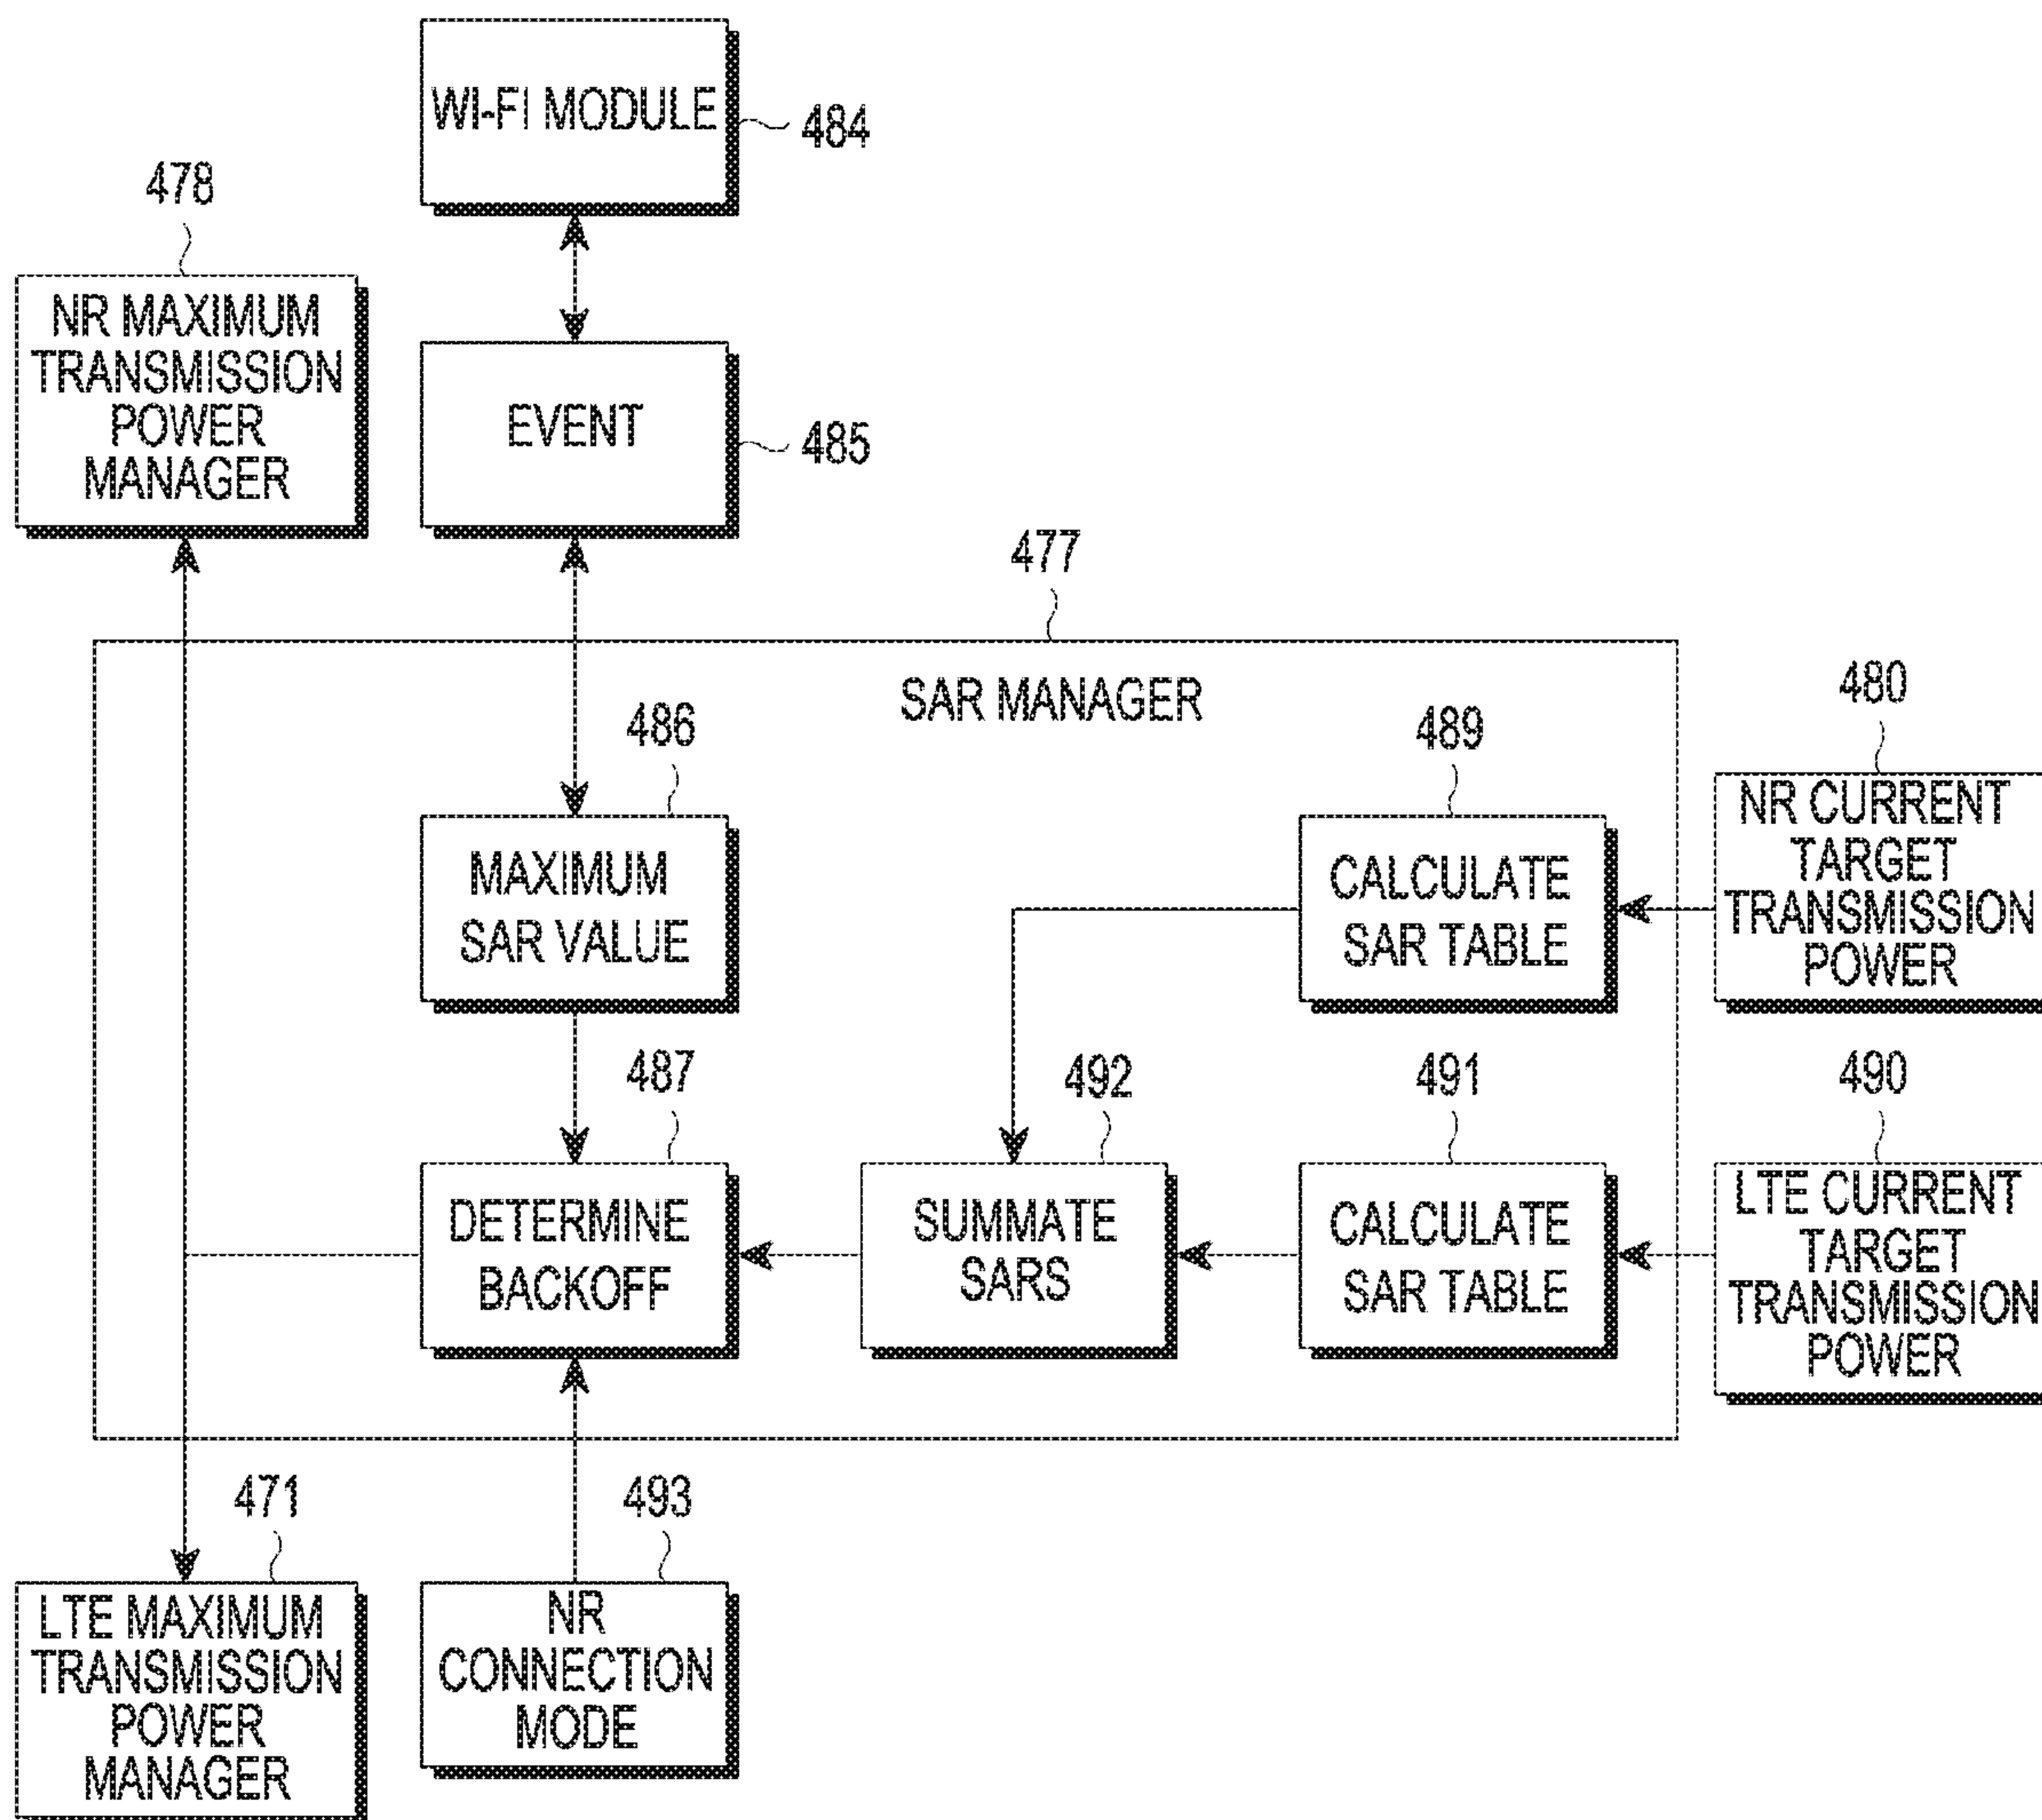 WI-FI MODULE
484
478
NR MAXIMUM
TRANSMISSION
POWER
MANAGER
EVENT
485
477
SAR MANAGER
486
MAXIMUM
SAR VALUE
489
CALCULATE
SAR TABLE
480
NR CURRENT
TARGET
TRANSMISSION
POWER
487
DETERMINE
BACKOFF
492
SUMMATE
SARS
491
CALCULATE
SAR TABLE
490
LTE CURRENT
TARGET
TRANSMISSION
POWER
471
LTE MAXIMUM
TRANSMISSION
POWER
MANAGER
493
NR
CONNECTION
MODE